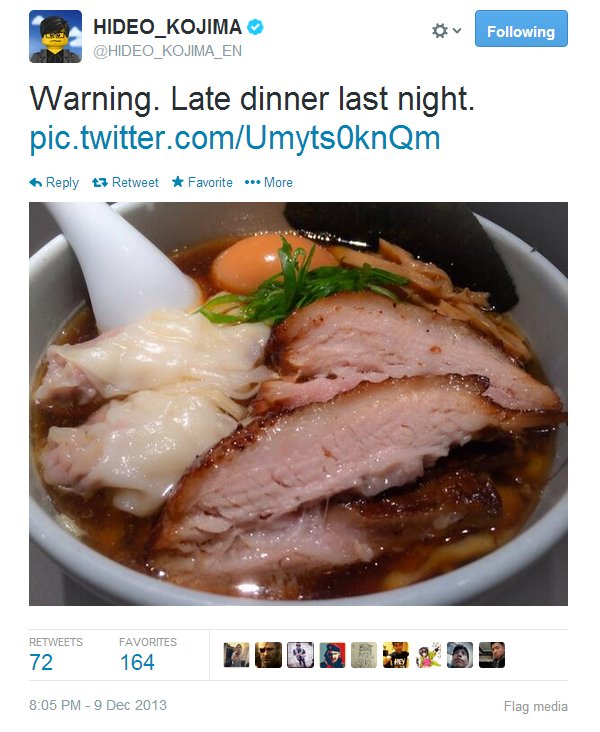 HIDEO_KOJIMA
@HIDEO_KOJIMA_EN
Following
Warning. Late dinner last night.
pic.twitter.com/Umyts0knQm
Reply Retweet Favorite More
RETWEETS FAVORITES
72 164
8:05 PM - 9 Dec 2013
Flag media